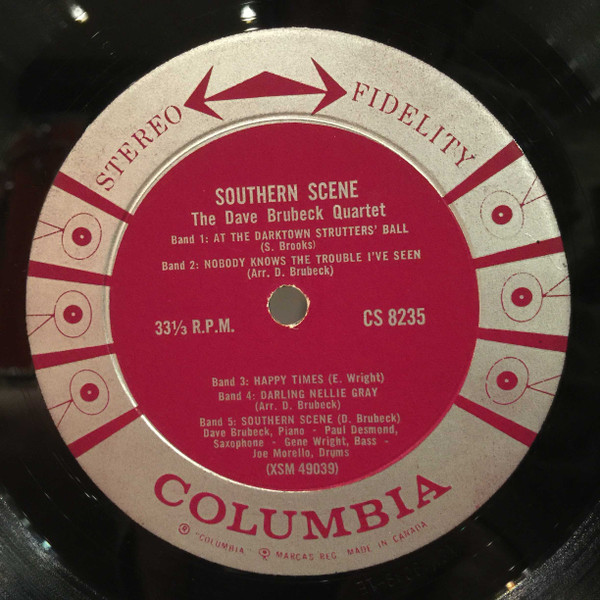 STEREO FIDELITY
SOUTHERN SCENE
The Dave Brubeck Quartet
Band 1: AT THE DARKTOWN STRUTTERS' BALL
(S. Brooks)
Band 2: NOBODY KNOWS THE TROUBLE I'VE SEEN
(Arr. D. Brubeck)
33⅓ R.P.M.
CS 8235
Band 3: HAPPY TIMES (E. Wright)
Band 4: DARLING NELLIE GRAY
(Arr. D. Brubeck)
Band 5: SOUTHERN SCENE (D. Brubeck)
Dave Brubeck, Piano - Paul Desmond,
Saxophone - Gene Wright, Bass -
Joe Morello, Drums
(XSM 49039)
COLUMBIA
"COLUMBIA MARCAS REG. MADE IN CANADA